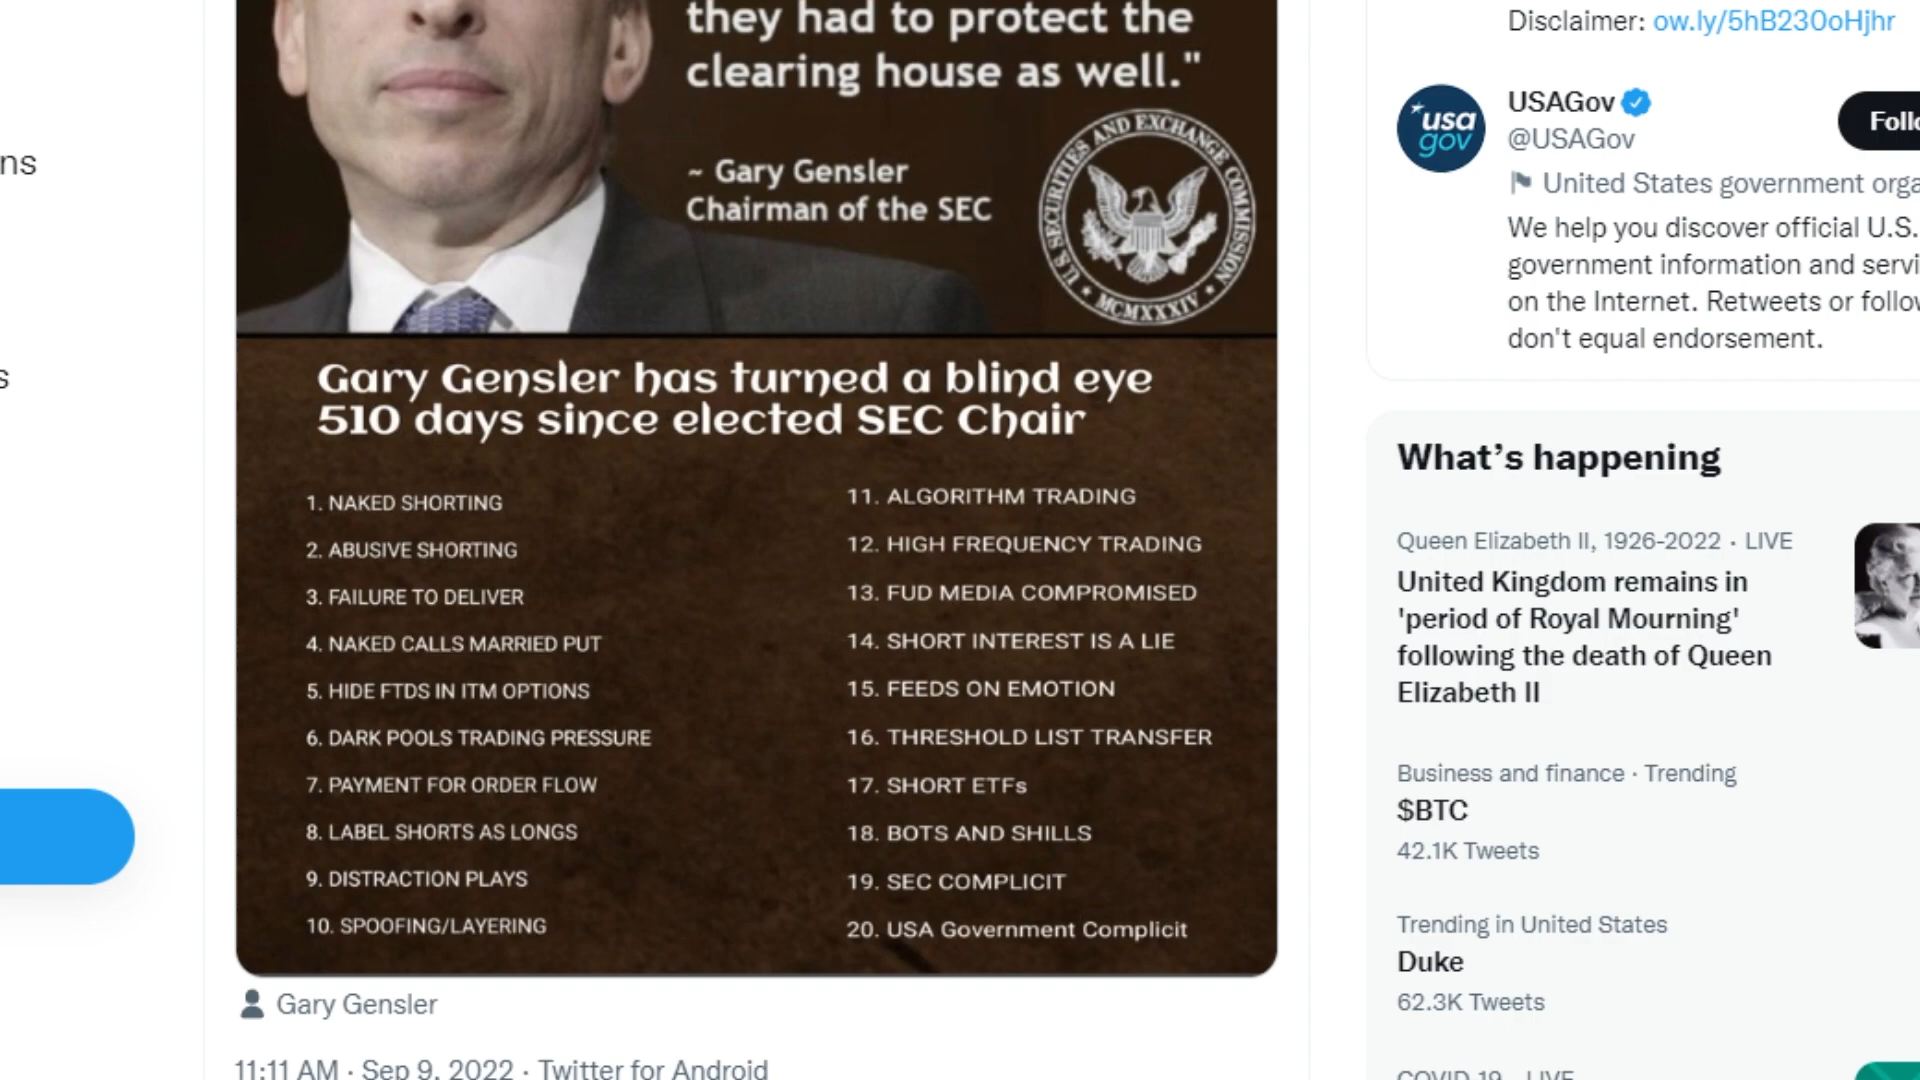 they had to protect the
clearing house as well."
~ Gary Gensler
Chairman of the SEC
U.S. SECURITIES AND EXCHANGE COMMISSION
MCMXXXIV
Gary Gensler has turned a blind eye
510 days since elected SEC Chair
1. NAKED SHORTING
2. ABUSIVE SHORTING
3. FAILURE TO DELIVER
4. NAKED CALLS MARRIED PUT
5. HIDE FTDS IN ITM OPTIONS
6. DARK POOLS TRADING PRESSURE
7. PAYMENT FOR ORDER FLOW
8. LABEL SHORTS AS LONGS
9. DISTRACTION PLAYS
10. SPOOFING/LAYERING
11. ALGORITHM TRADING
12. HIGH FREQUENCY TRADING
13. FUD MEDIA COMPROMISED
14. SHORT INTEREST IS A LIE
15. FEEDS ON EMOTION
16. THRESHOLD LIST TRANSFER
17. SHORT ETFs
18. BOTS AND SHILLS
19. SEC COMPLICIT
20. USA Government Complicit
Gary Gensler
11:11 AM · Sep 9, 2022 · Twitter for Android
ns
s
Disclaimer: ow.ly/5hB230oHjhr
usa
gov
USAGov
@USAGov
Follo
United States government orga
We help you discover official U.S.
government information and servi
on the Internet. Retweets or follow
don't equal endorsement.
What's happening
Queen Elizabeth II, 1926-2022 · LIVE
United Kingdom remains in
'period of Royal Mourning'
following the death of Queen
Elizabeth II
Business and finance · Trending
$BTC
42.1K Tweets
Trending in United States
Duke
62.3K Tweets
COVID-19 · LIVE